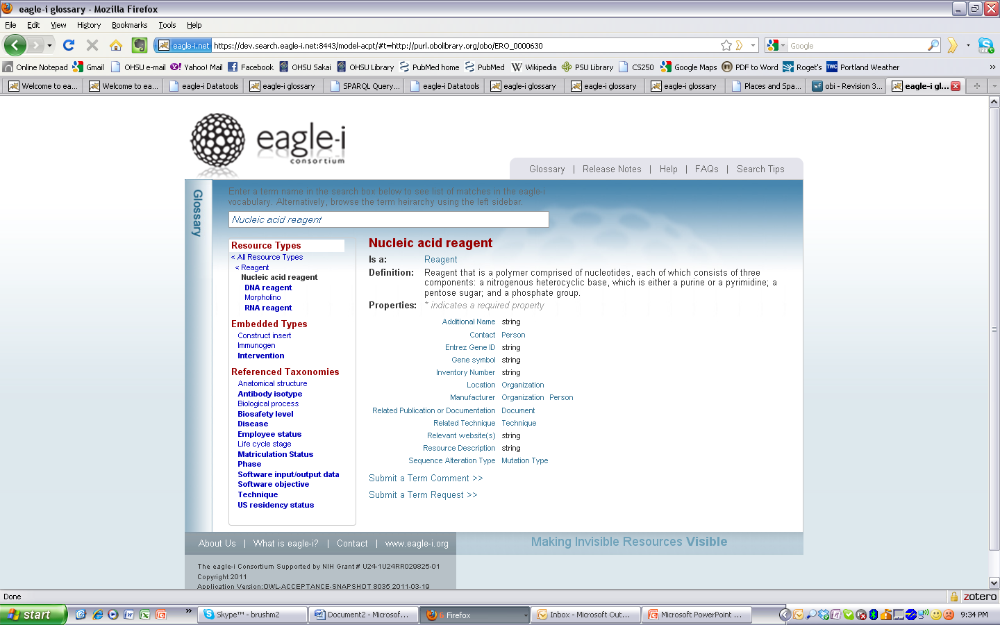 eagle-i glossary - Mozilla Firefox
File Edit View History Bookmarks Tools Help
eagle-i.net https://dev.search.eagle-i.net:8443/model-acpt/#t=http://purl.obolibrary.org/obo/ERO_0000630 Google
Online Notepad Gmail OHSU e-mail Yahoo! Mail Facebook OHSU Sakai OHSU Library PubMed home PubMed Wikipedia PSU Library CS250 Google Maps PDF to Word Roget's TWC Portland Weather »
Welcome to ea... Welcome to ea... eagle-i Datatools eagle-i glossary SPARQL Query... eagle-i Datatools eagle-i glossary eagle-i glossary eagle-i glossary Places and Spa... sf obi - Revision 3... eagle-i gl...
eagle-i
consortium
Glossary | Release Notes | Help | FAQs | Search Tips
Glossary
Enter a term name in the search box below to see list of matches in the eagle-i
vocabulary. Alternatively, browse the term heirarchy using the left sidebar.
Nucleic acid reagent
Resource Types
< All Resource Types
< Reagent
Nucleic acid reagent
DNA reagent
Morpholino
RNA reagent
Embedded Types
Construct insert
Immunogen
Intervention
Referenced Taxonomies
Anatomical structure
Antibody isotype
Biological process
Biosafety level
Disease
Employee status
Life cycle stage
Matriculation Status
Phase
Software input/output data
Software objective
Technique
US residency status
Nucleic acid reagent
Is a: Reagent
Definition: Reagent that is a polymer comprised of nucleotides, each of which consists of three
components: a nitrogenous heterocyclic base, which is either a purine or a pyrimidine; a
pentose sugar; and a phosphate group.
Properties: * indicates a required property
Additional Name string
Contact Person
Entrez Gene ID string
Gene symbol string
Inventory Number string
Location Organization
Manufacturer Organization Person
Related Publication or Documentation Document
Related Technique Technique
Relevant website(s) string
Resource Description string
Sequence Alteration Type Mutation Type
Submit a Term Comment >>
Submit a Term Request >>
About Us | What is eagle-i? | Contact | www.eagle-i.org
Making Invisible Resources Visible
The eagle-i Consortium Supported by NIH Grant # U24-1U24RR029825-01
Copyright 2011
Application Version:OWL-ACCEPTANCE-SNAPSHOT 8035 2011-03-19
Done zotero
start » Skype™ - brushm2 Document2 - Microsof... 6 Firefox Inbox - Microsoft Out... Microsoft PowerPoint ... 9:34 PM